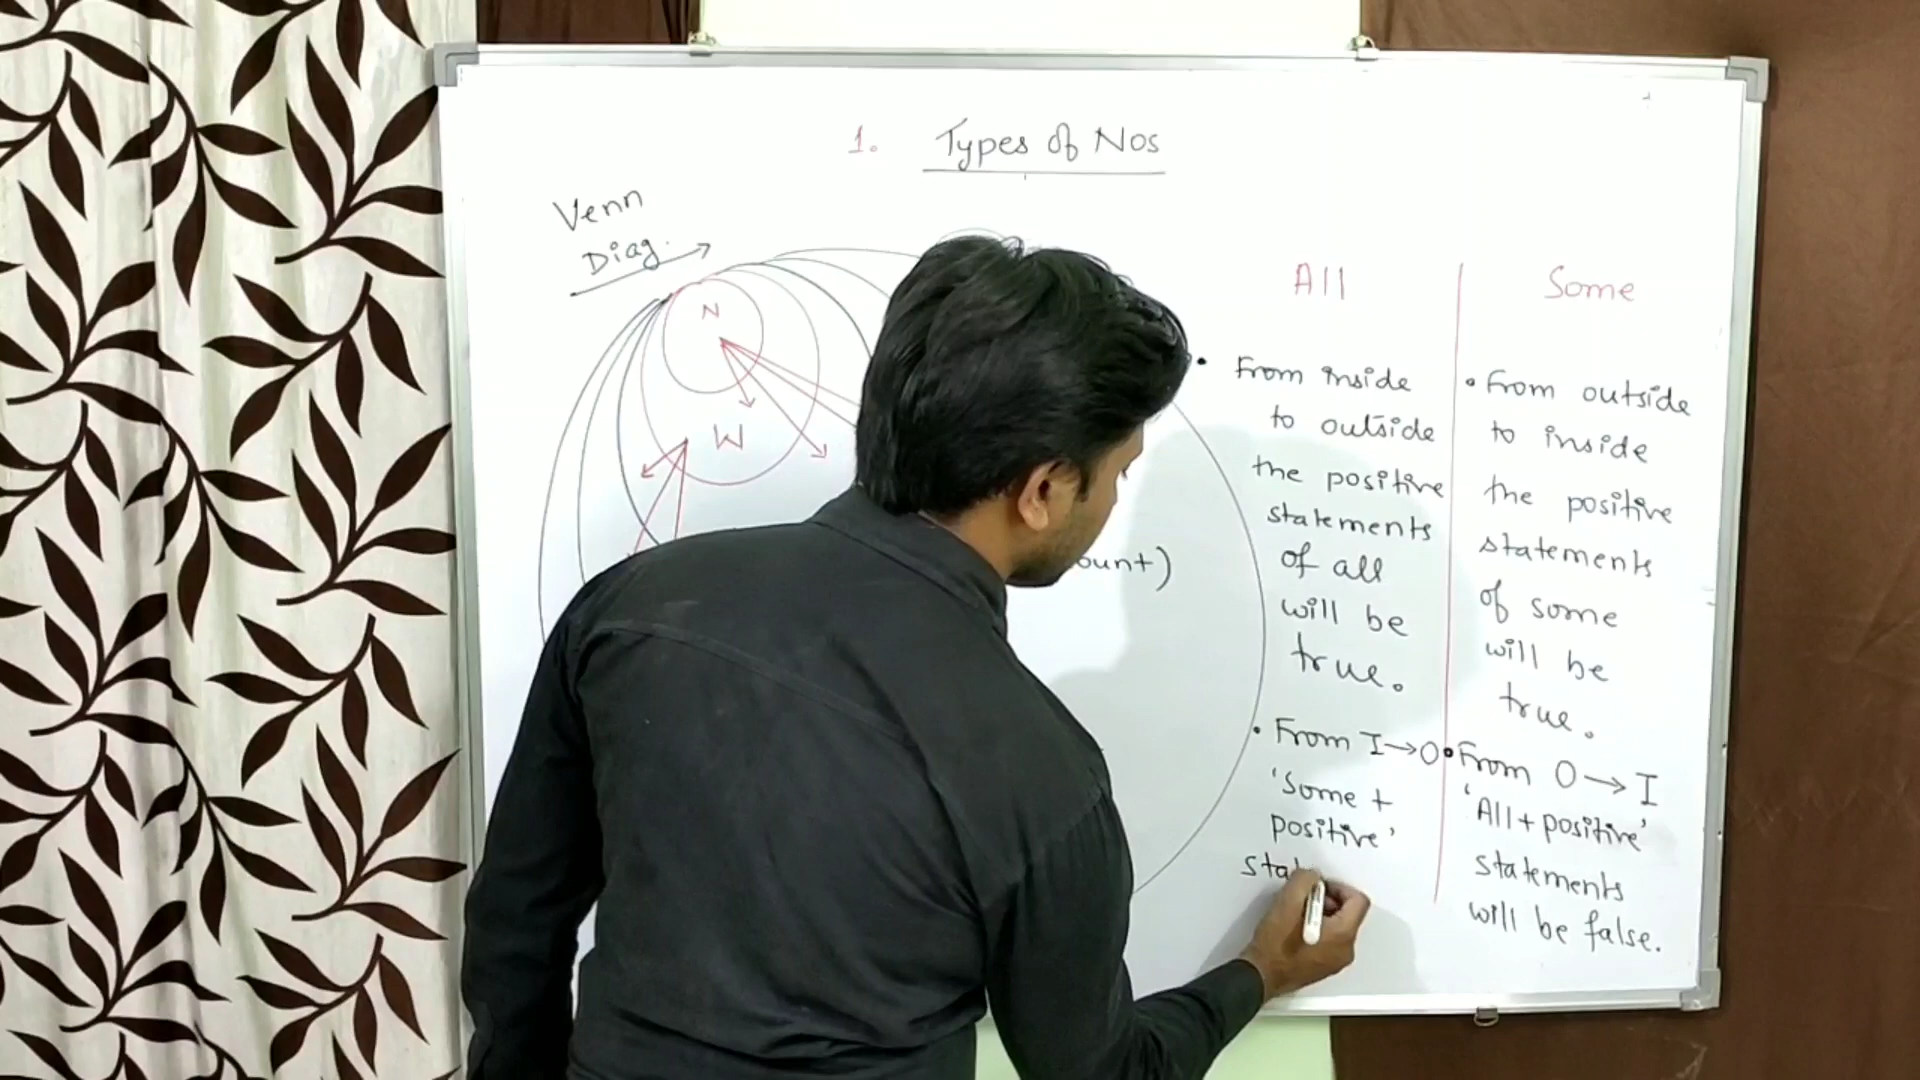 1. Types of Nos
Venn
Diag.
N
W
ount)
All
From inside
to outside
the positive
statements
of all
will be
true.
• From I→O
'Some +
positive'
sta
Some
• From outside
to inside
the positive
statements
of some
will be
true.
• From O→I
'All + positive'
statements
will be false.